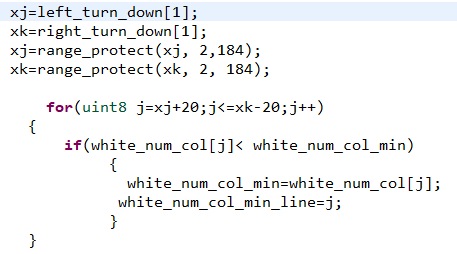 xj=left_turn_down[1];
xk=right_turn_down[1];
xj=range_protect(xj, 2,184);
xk=range_protect(xk, 2, 184);
for(uint8 j=xj+20;j<=xk-20;j++)
{
if(white_num_col[j]< white_num_col_min)
{
white_num_col_min=white_num_col[j];
white_num_col_min_line=j;
}
}